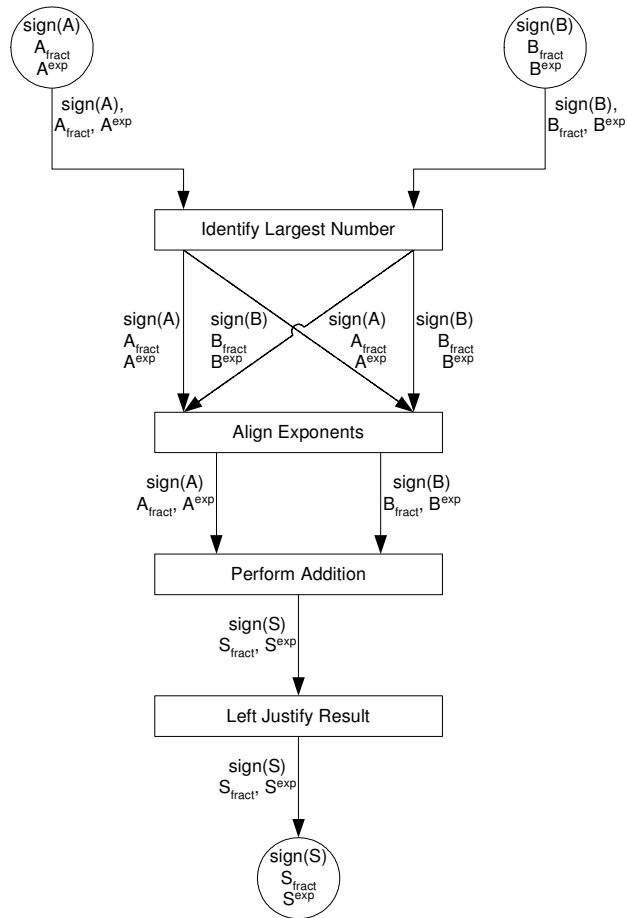 sign(A)
A_fract
A^exp
sign(B)
B_fract
B^exp
sign(A),
A_fract, A^exp
sign(B),
B_fract, B^exp
Identify Largest Number
sign(A)
A_fract
A^exp
sign(B)
B_fract
B^exp
sign(A)
A_fract
A^exp
sign(B)
B_fract
B^exp
Align Exponents
sign(A)
A_fract, A^exp
sign(B)
B_fract, B^exp
Perform Addition
sign(S)
S_fract, S^exp
Left Justify Result
sign(S)
S_fract, S^exp
sign(S)
S_fract
S^exp